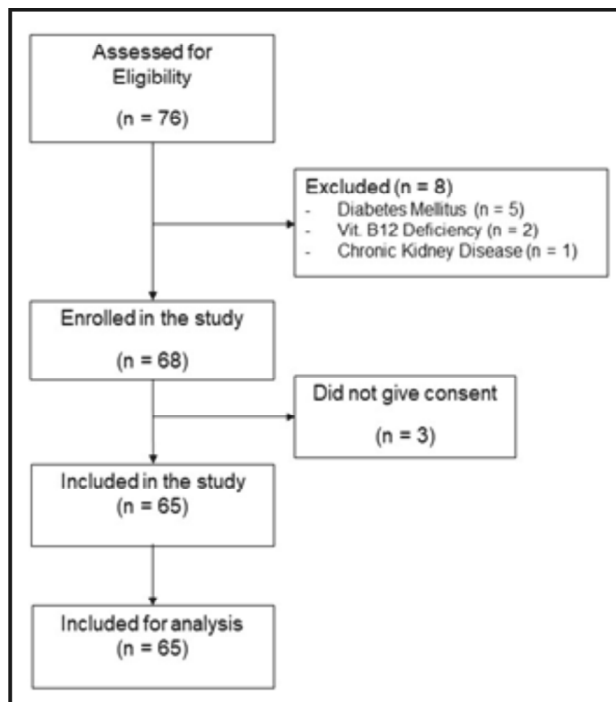 Assessed for
Eligibility
(n = 76)
Excluded (n = 8)
- Diabetes Mellitus (n = 5)
- Vit. B12 Deficiency (n = 2)
- Chronic Kidney Disease (n = 1)
Enrolled in the study
(n = 68)
Did not give consent
(n = 3)
Included in the study
(n = 65)
Included for analysis
(n = 65)